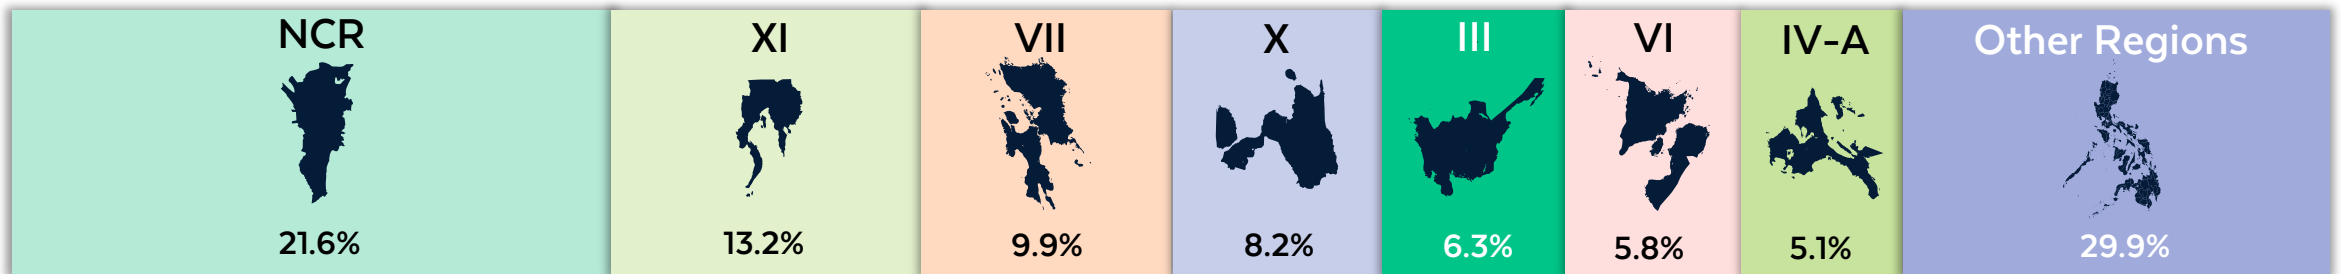 NCR
21.6%
XI
13.2%
VII
9.9%
X
8.2%
III
6.3%
VI
5.8%
IV-A
5.1%
Other Regions
29.9%